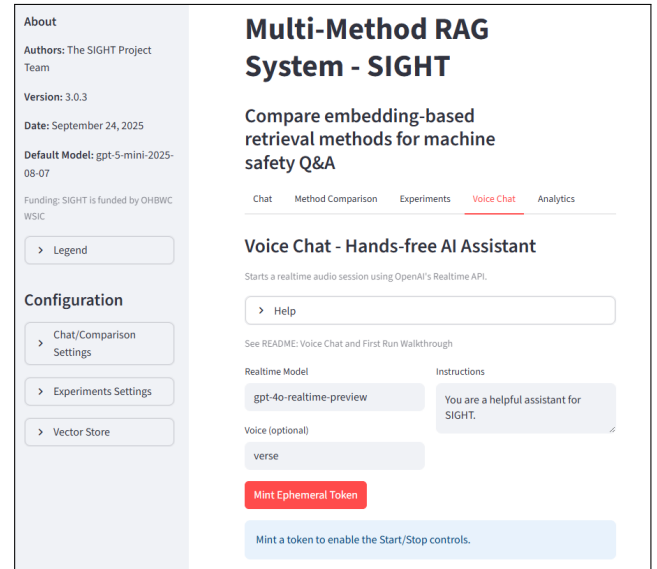 About
Authors: The SIGHT Project
Team
Version: 3.0.3
Date: September 24, 2025
Default Model: gpt-5-mini-2025-
08-07
Funding: SIGHT is funded by OHBWC
WSIC
Legend
Configuration
Chat/Comparison
Settings
Experiments Settings
Vector Store
Multi-Method RAG
System - SIGHT
Compare embedding-based
retrieval methods for machine
safety Q&A
Chat Method Comparison Experiments Voice Chat Analytics
Voice Chat - Hands-free AI Assistant
Starts a realtime audio session using OpenAI's Realtime API.
Help
See README: Voice Chat and First Run Walkthrough
Realtime Model
gpt-4o-realtime-preview
Voice (optional)
verse
Instructions
You are a helpful assistant for
SIGHT.
Mint Ephemeral Token
Mint a token to enable the Start/Stop controls.